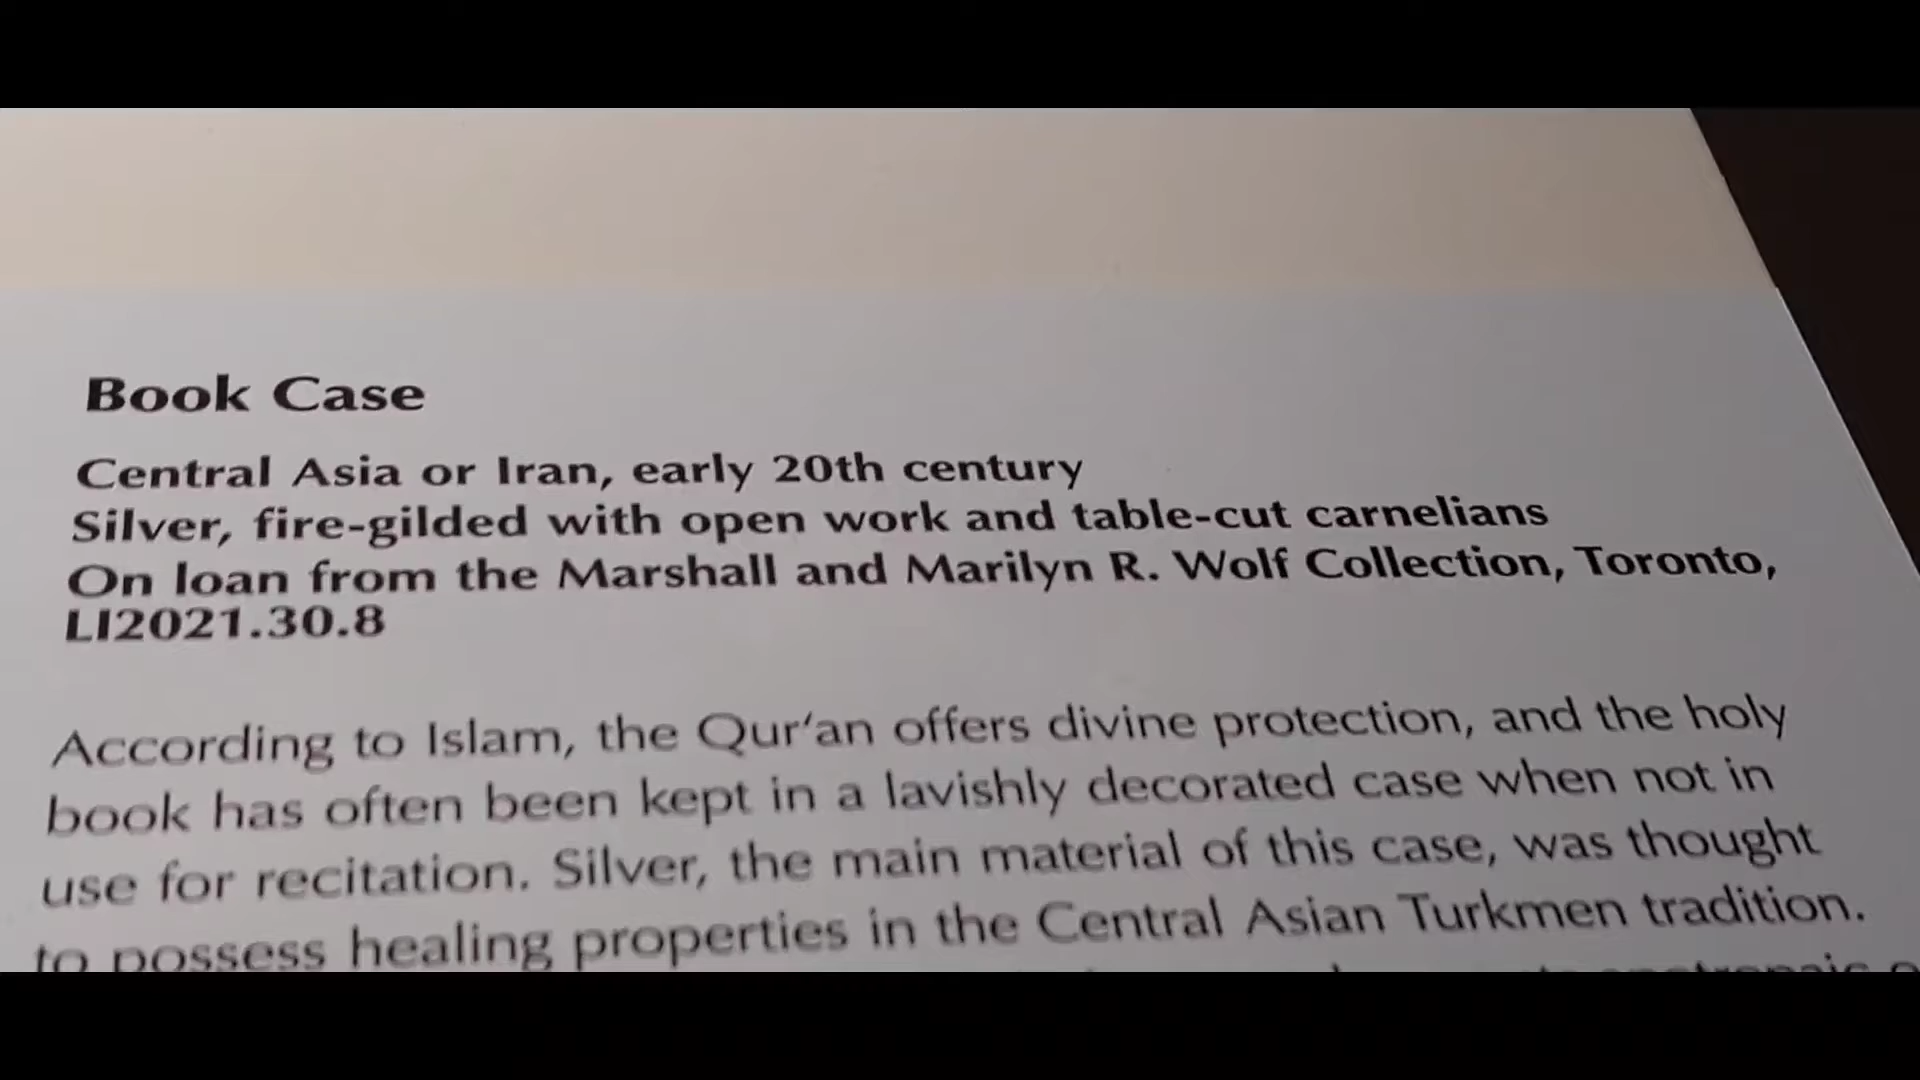 Book Case
Central Asia or Iran, early 20th century
Silver, fire-gilded with open work and table-cut carnelians
On loan from the Marshall and Marilyn R. Wolf Collection, Toronto,
LI2021.30.8
According to Islam, the Qur'an offers divine protection, and the holy
book has often been kept in a lavishly decorated case when not in
use for recitation. Silver, the main material of this case, was thought
to possess healing properties in the Central Asian Turkmen tradition.